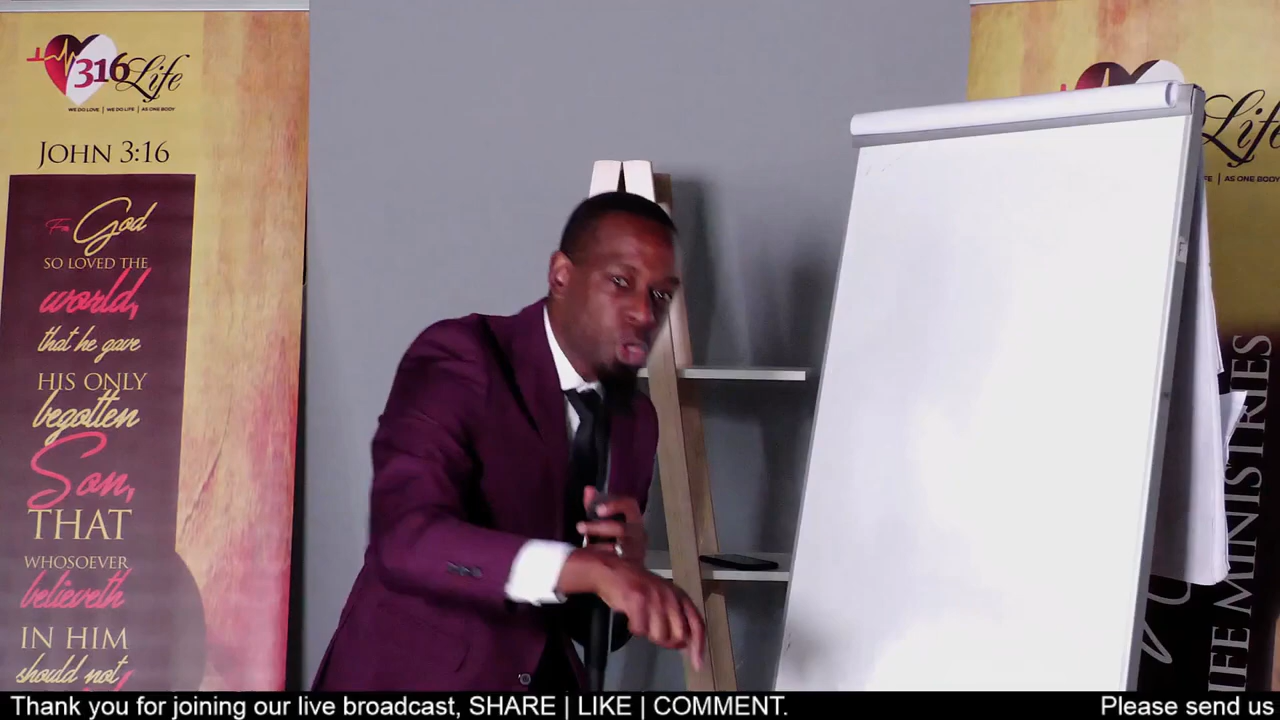 316 Life
WE DO LOVE | WE DO LIFE | AS ONE BODY
JOHN 3:16
For God
SO LOVED THE
world,
that he gave
HIS ONLY
begotten
Son,
THAT
WHOSOEVER
believeth
IN HIM
should not
Life
LIFE | AS ONE BODY
LIFE MINISTRIES
Thank you for joining our live broadcast, SHARE | LIKE | COMMENT.
Please send us